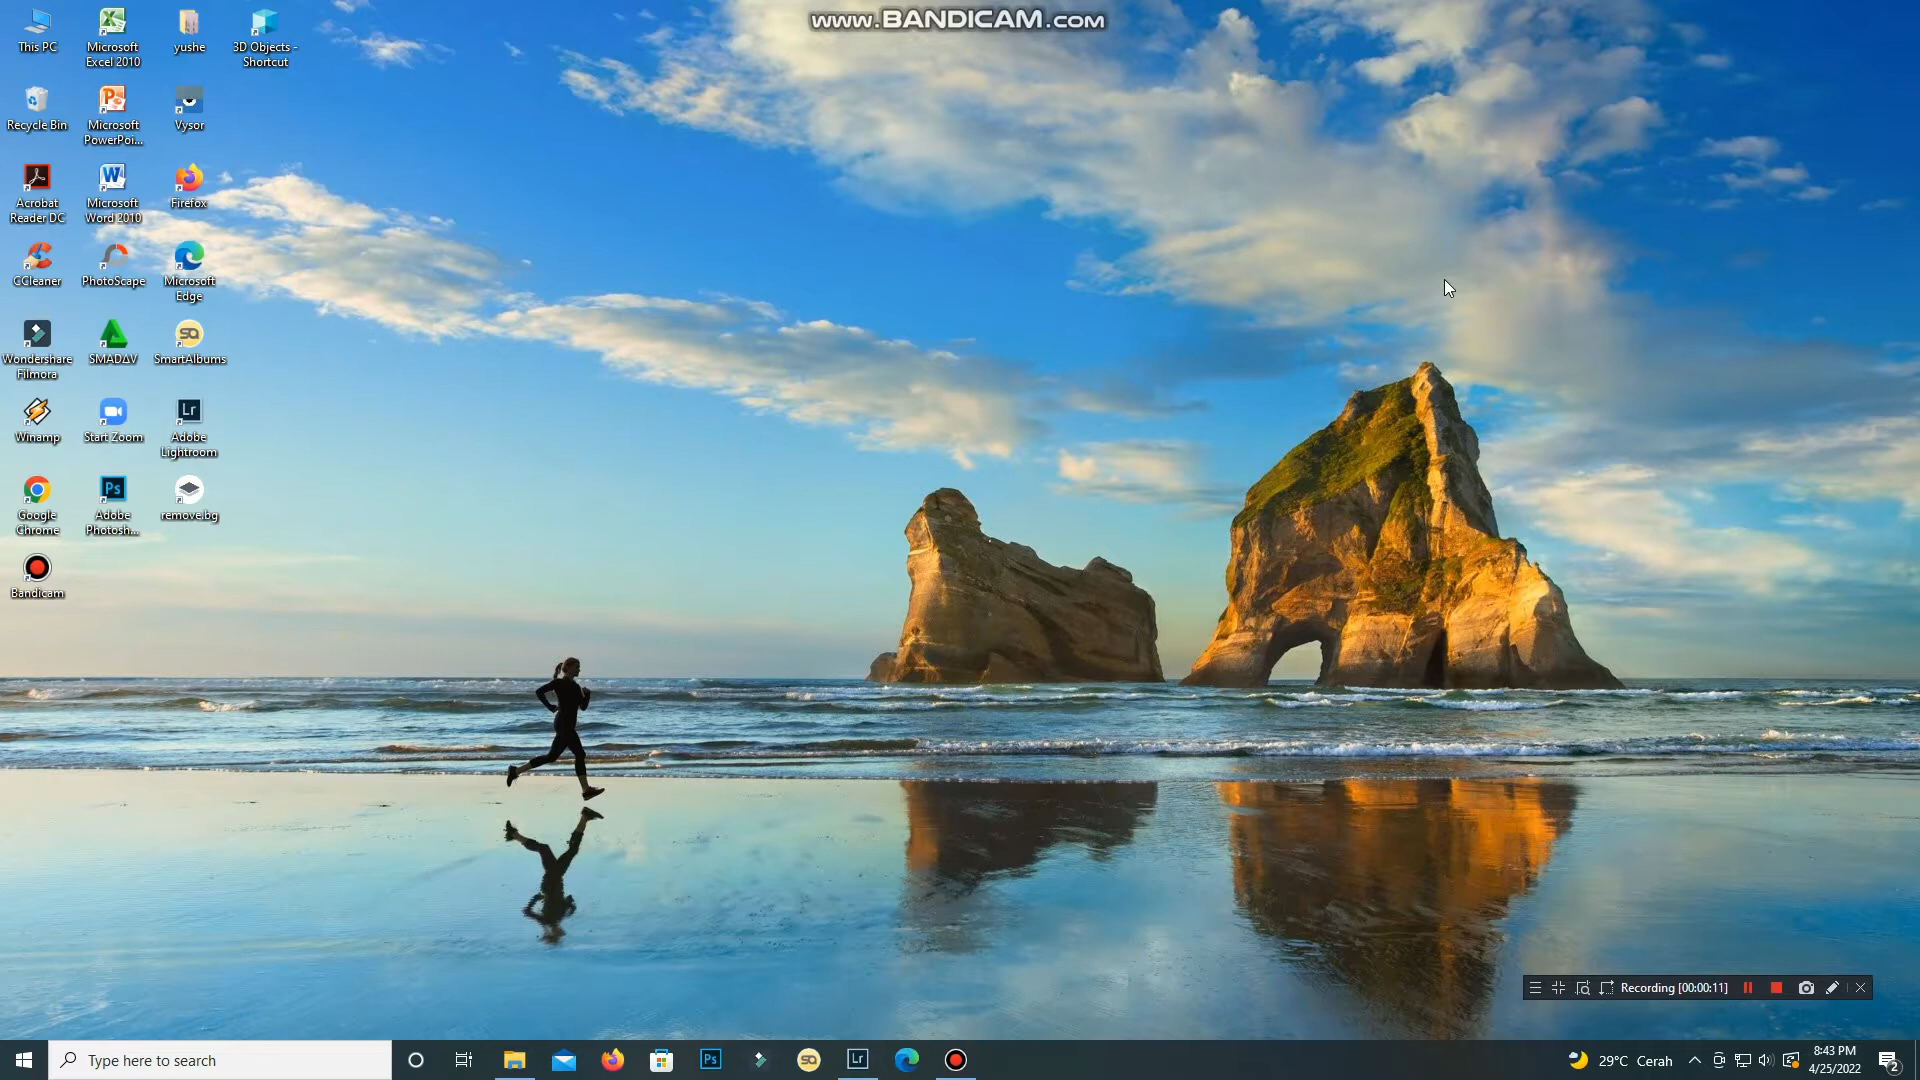 www.BANDICAM.com
This PC
Microsoft
Excel 2010
yushe
3D Objects -
Shortcut
Recycle Bin
Microsoft
PowerPoi...
Vysor
Acrobat
Reader DC
Microsoft
Word 2010
Firefox
CCleaner
PhotoScape
Microsoft
Edge
Wondershare
Filmora
SMADΔV
SmartAlbums
Winamp
Start Zoom
Adobe
Lightroom
Google
Chrome
Adobe
Photosh...
remove.bg
Bandicam
Recording [00:00:11]
Type here to search
29°C Cerah
8:43 PM
4/25/2022
2